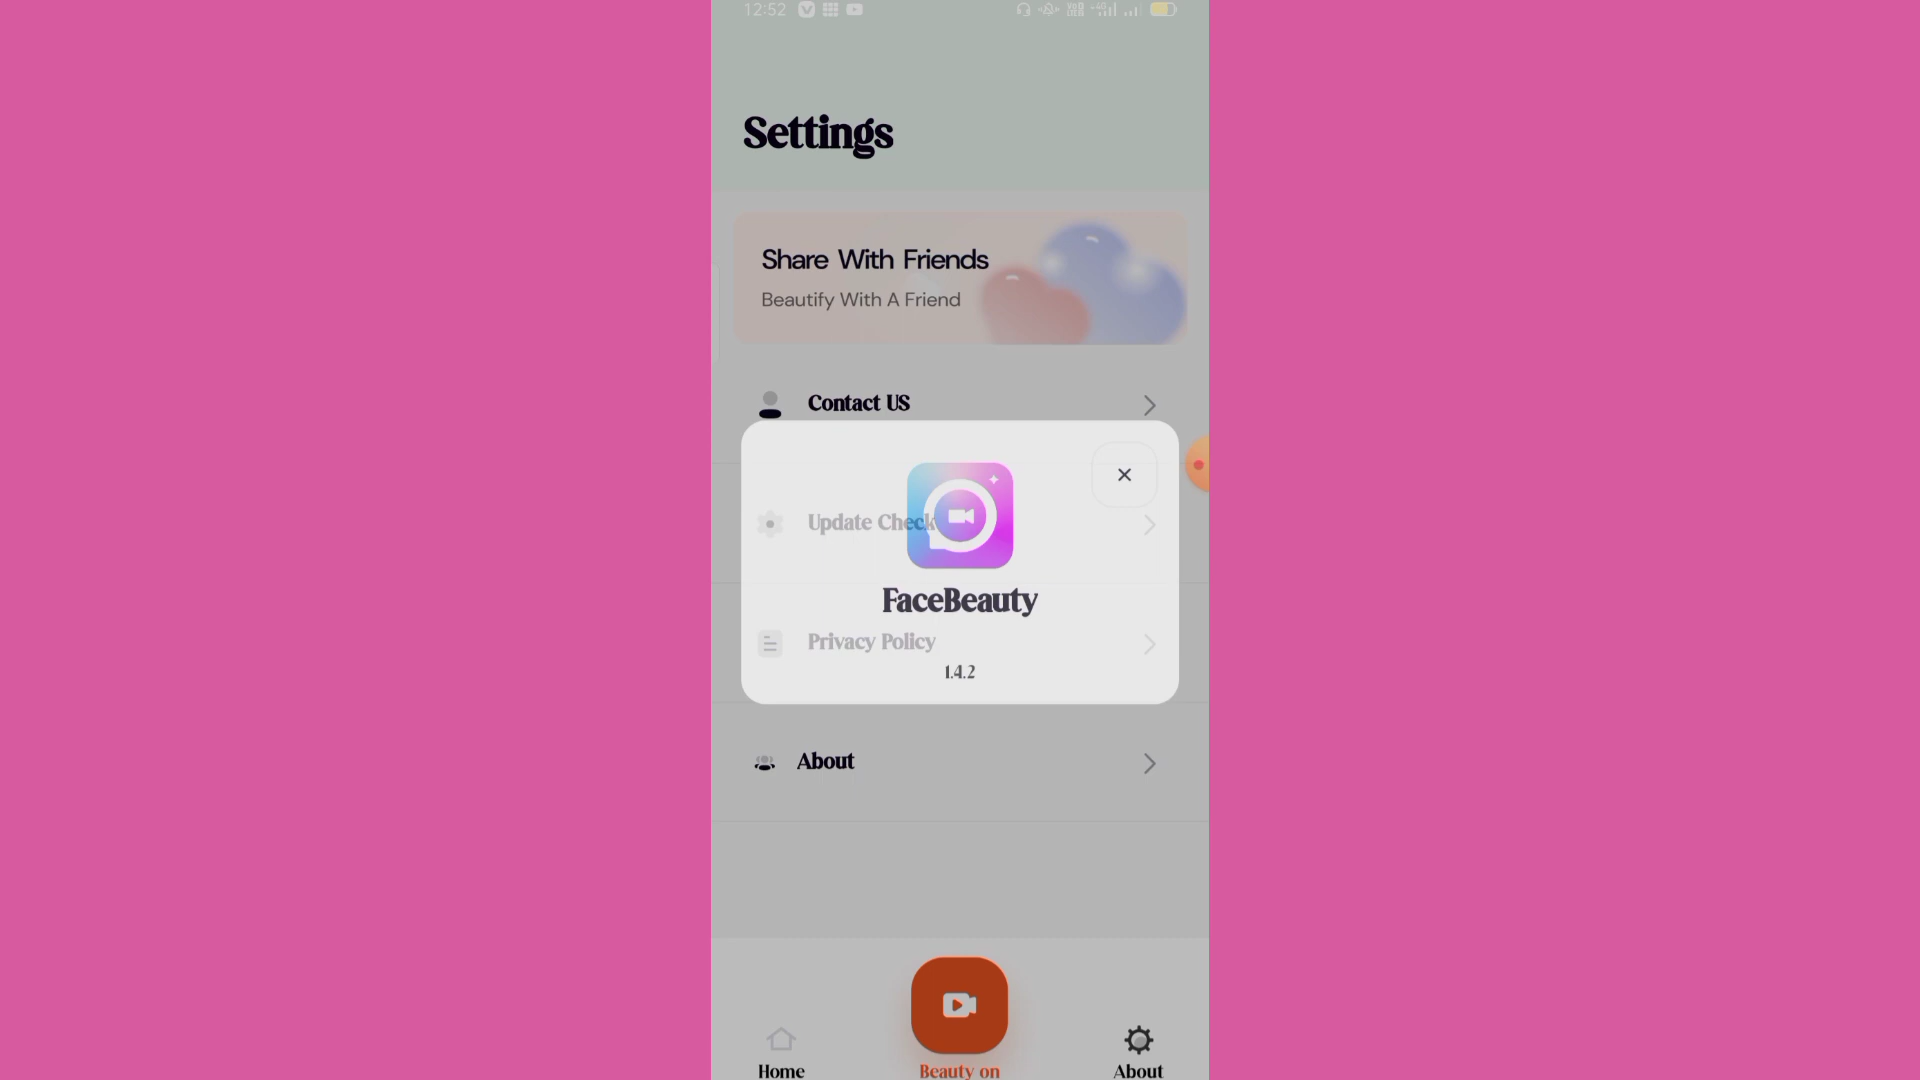 12:52
Settings
Share With Friends
Beautify With A Friend
Contact US
Update Check
FaceBeauty
Privacy Policy
1.4.2
About
Home
Beauty on
About